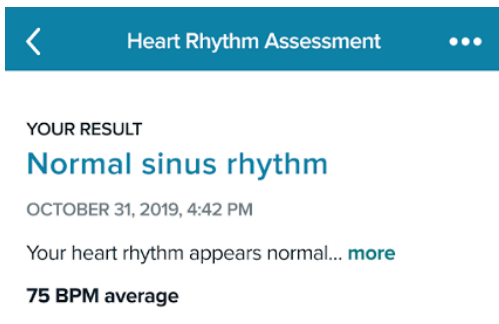 Heart Rhythm Assessment
YOUR RESULT
Normal sinus rhythm
OCTOBER 31, 2019, 4:42 PM
Your heart rhythm appears normal... more
75 BPM average